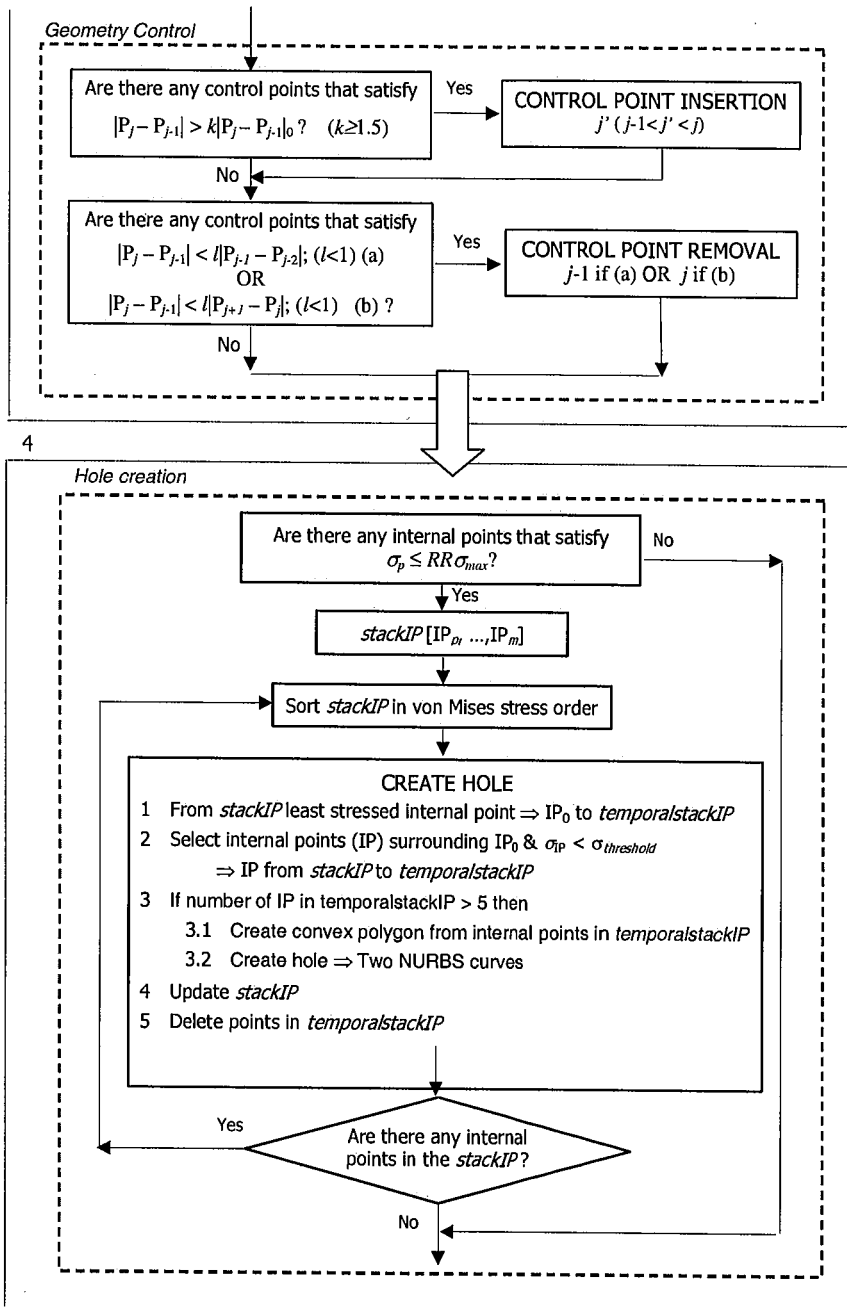 Geometry Control
Are there any control points that satisfy
|Pj – Pj-1| > k|Pj – Pj-1|0 ? (k≥1.5)
Yes
CONTROL POINT INSERTION
j' ( j-1< j' < j)
No
Are there any control points that satisfy
|Pj – Pj-1| < l|Pj-1 – Pj-2|; (l<1) (a)
OR
|Pj – Pj-1| < l|Pj+1 – Pj|; (l<1) (b) ?
Yes
CONTROL POINT REMOVAL
j-1 if (a) OR j if (b)
No
4
Hole creation
Are there any internal points that satisfy
σp ≤ RRσmax?
No
Yes
stackIP [IPp, ...,IPm]
Sort stackIP in von Mises stress order
CREATE HOLE
1 From stackIP least stressed internal point ⇒ IP0 to temporalstackIP
2 Select internal points (IP) surrounding IP0 & σIP < σthreshold
⇒ IP from stackIP to temporalstackIP
3 If number of IP in temporalstackIP > 5 then
3.1 Create convex polygon from internal points in temporalstackIP
3.2 Create hole ⇒ Two NURBS curves
4 Update stackIP
5 Delete points in temporalstackIP
Yes
Are there any internal
points in the stackIP?
No